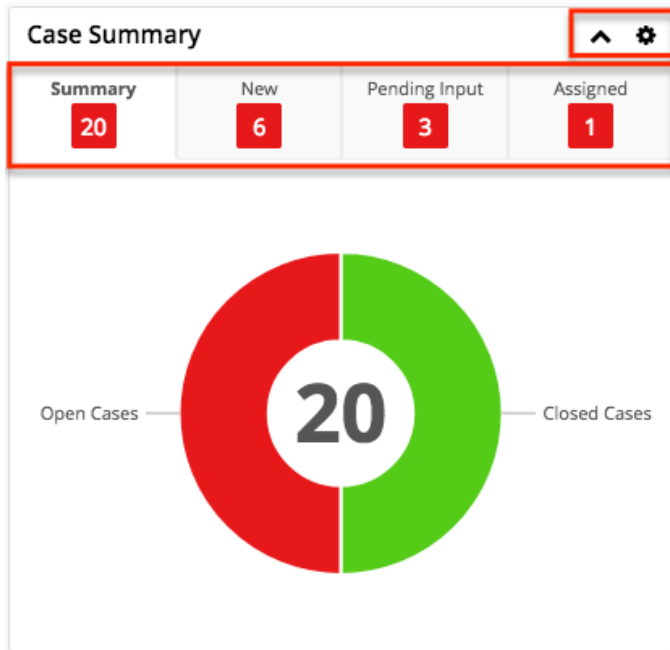 Case Summary
Summary New Pending Input Assigned
20 6 3 1
20
Open Cases Closed Cases